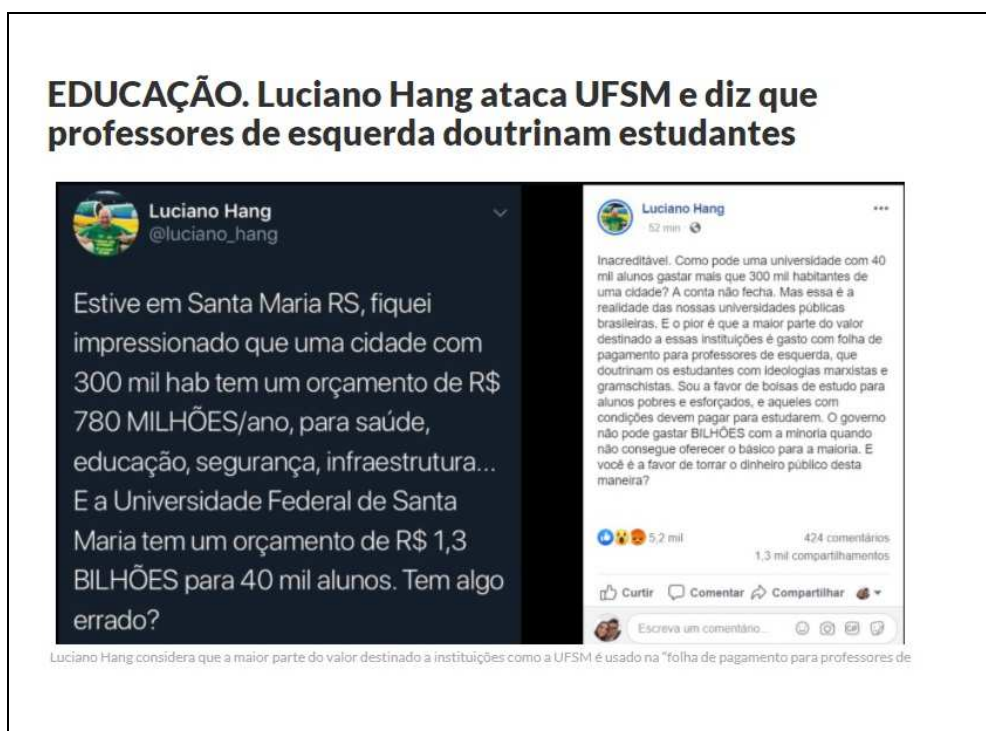 EDUCAÇÃO. Luciano Hang ataca UFSM e diz que
professores de esquerda doutrinam estudantes
Luciano Hang
@luciano_hang
Estive em Santa Maria RS, fiquei
impressionado que uma cidade com
300 mil hab tem um orçamento de R$
780 MILHÕES/ano, para saúde,
educação, segurança, infraestrutura...
E a Universidade Federal de Santa
Maria tem um orçamento de R$ 1,3
BILHÕES para 40 mil alunos. Tem algo
errado?
Luciano Hang
52 min
Inacreditável. Como pode uma universidade com 40
mil alunos gastar mais que 300 mil habitantes de
uma cidade? A conta não fecha. Mas essa é a
realidade das nossas universidades públicas
brasileiras. E o pior é que a maior parte do valor
destinado a essas instituições é gasto com folha de
pagamento para professores de esquerda, que
doutrinam os estudantes com ideologias marxistas e
gramschistas. Sou a favor de bolsas de estudo para
alunos pobres e esforçados, e aqueles com
condições devem pagar para estudarem. O governo
não pode gastar BILHÕES com a minoria quando
não consegue oferecer o básico para a maioria. E
você é a favor de torrar o dinheiro público desta
maneira?
5,2 mil
424 comentários
1,3 mil compartilhamentos
Curtir Comentar Compartilhar
Escreva um comentário...
GIF
Luciano Hang considera que a maior parte do valor destinado a instituições como a UFSM é usado na "folha de pagamento para professores de